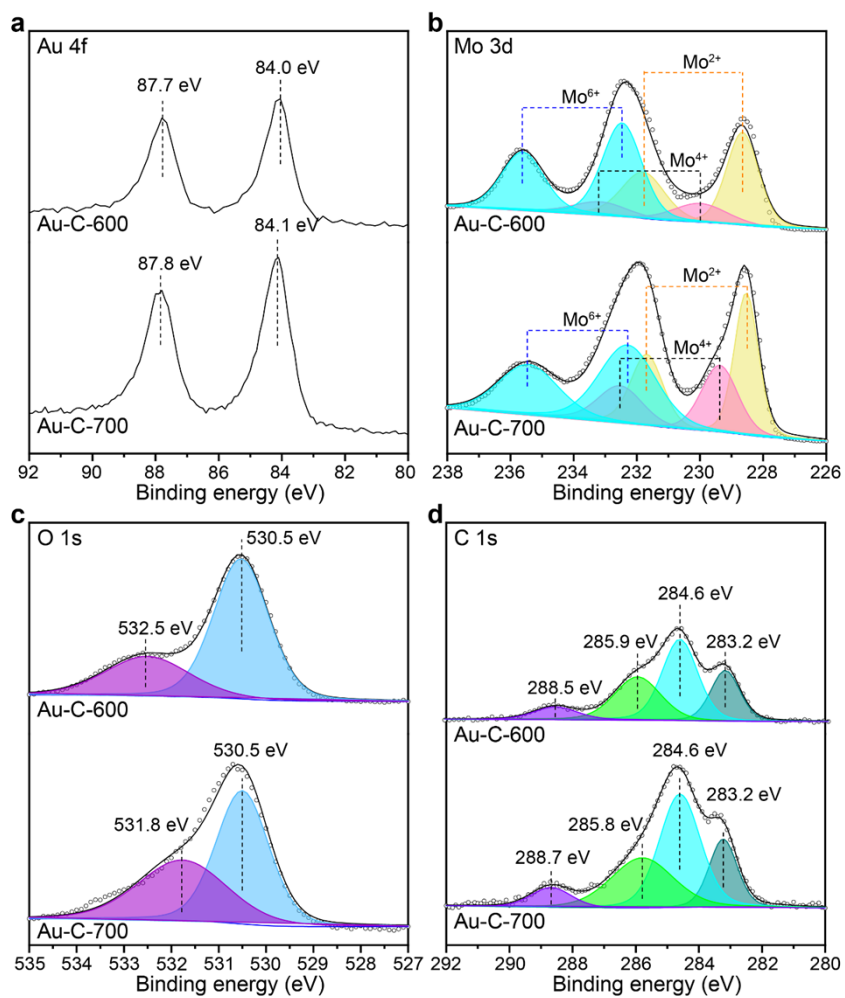 a
Au 4f
87.7 eV
84.0 eV
Au-C-600
87.8 eV
84.1 eV
Au-C-700
92 90 88 86 84 82 80
Binding energy (eV)
b
Mo 3d
Mo2+
Mo6+
Mo4+
Au-C-600
Mo2+
Mo6+
Mo4+
Au-C-700
238 236 234 232 230 228 226
Binding energy (eV)
c
O 1s
530.5 eV
532.5 eV
Au-C-600
530.5 eV
531.8 eV
Au-C-700
535 534 533 532 531 530 529 528 527
Binding energy (eV)
d
C 1s
284.6 eV
285.9 eV
283.2 eV
288.5 eV
Au-C-600
284.6 eV
283.2 eV
285.8 eV
288.7 eV
Au-C-700
292 290 288 286 284 282 280
Binding energy (eV)